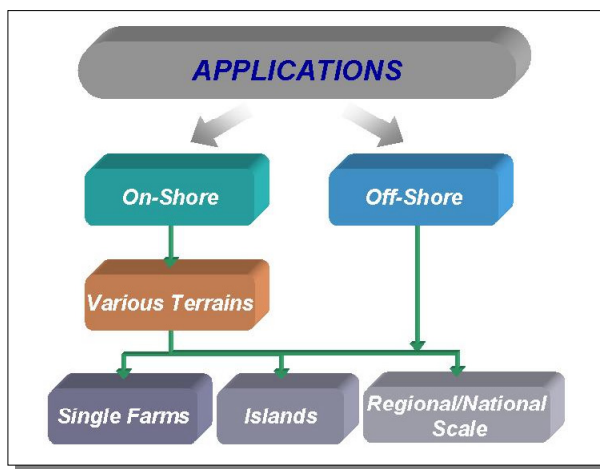 APPLICATIONS
On-Shore
Off-Shore
Various Terrains
Single Farms
Islands
Regional/National
Scale